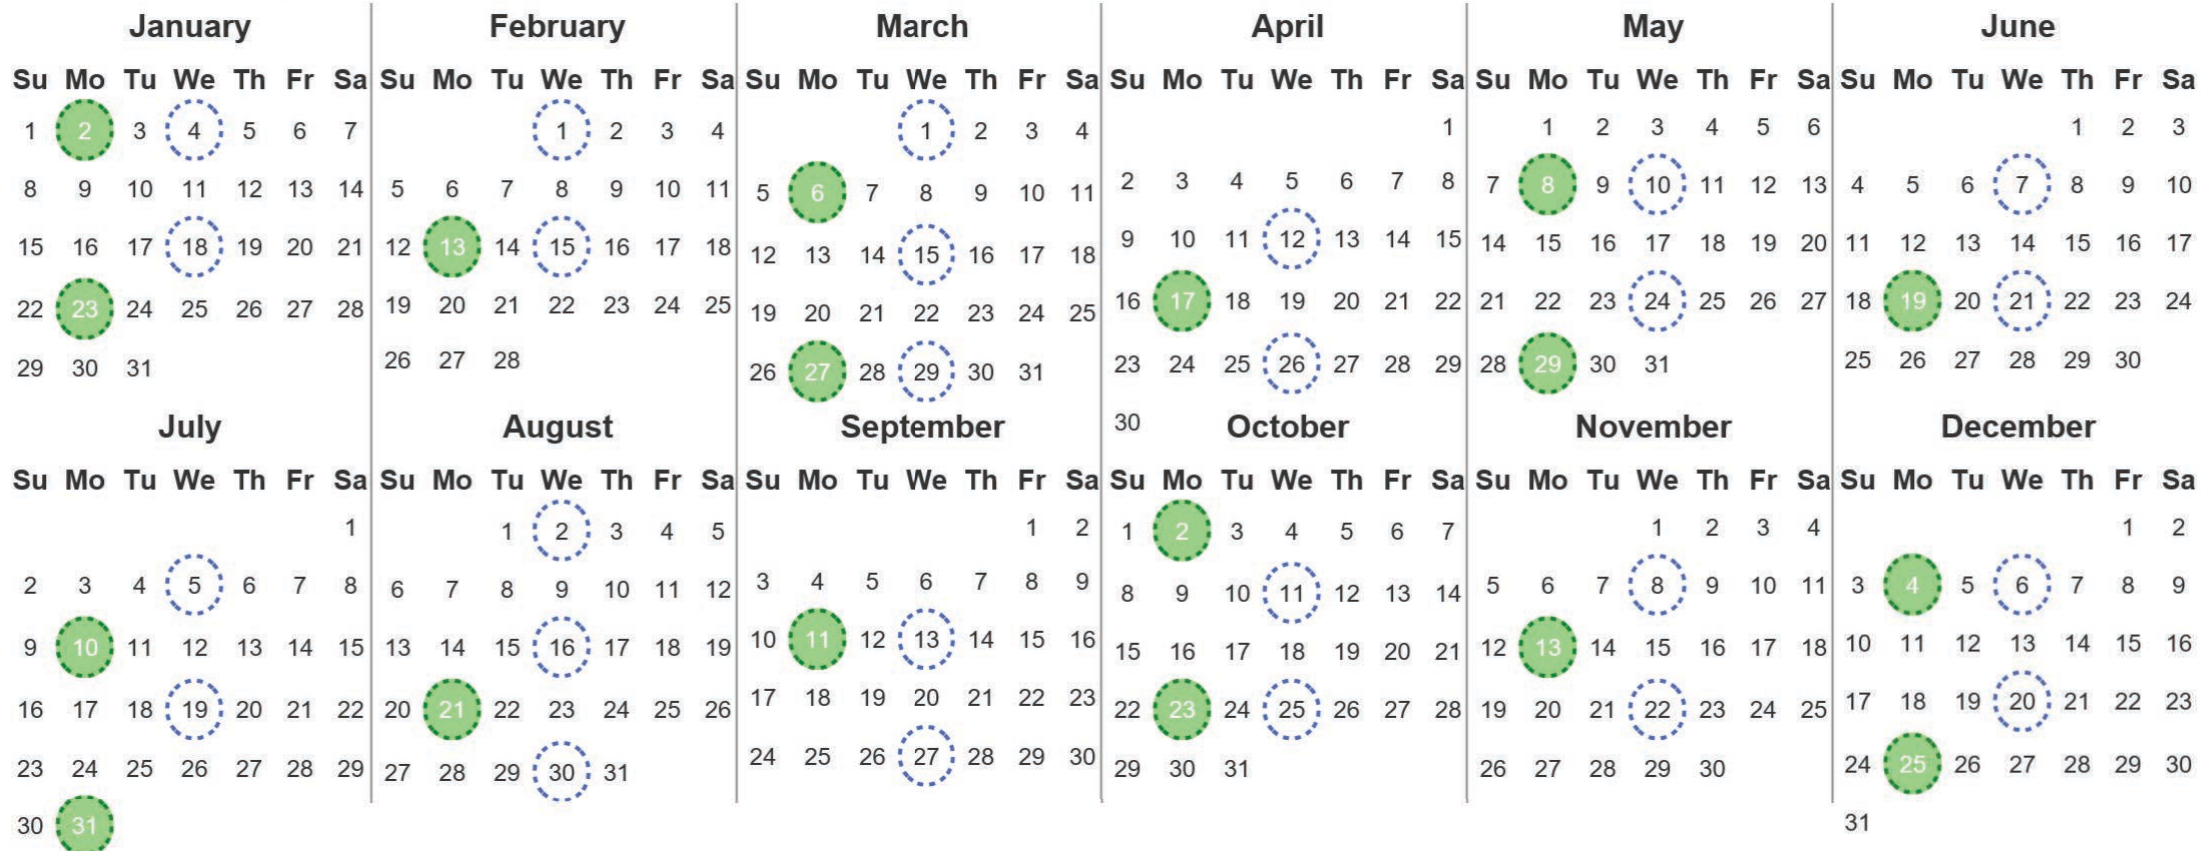 January February March April May June
Su Mo Tu We Th Fr Sa Su Mo Tu We Th Fr Sa Su Mo Tu We Th Fr Sa Su Mo Tu We Th Fr Sa Su Mo Tu We Th Fr Sa Su Mo Tu We Th Fr Sa
1 2 3 4 5 6 7 1 2 3 4 1 2 3 4 1 1 2 3 4 5 6 1 2 3
8 9 10 11 12 13 14 5 6 7 8 9 10 11 5 6 7 8 9 10 11 2 3 4 5 6 7 8 7 8 9 10 11 12 13 4 5 6 7 8 9 10
15 16 17 18 19 20 21 12 13 14 15 16 17 18 12 13 14 15 16 17 18 9 10 11 12 13 14 15 14 15 16 17 18 19 20 11 12 13 14 15 16 17
22 23 24 25 26 27 28 19 20 21 22 23 24 25 19 20 21 22 23 24 25 16 17 18 19 20 21 22 21 22 23 24 25 26 27 18 19 20 21 22 23 24
29 30 31 26 27 28 26 27 28 29 30 31 23 24 25 26 27 28 29 28 29 30 31 25 26 27 28 29 30
30
July August September October November December
Su Mo Tu We Th Fr Sa Su Mo Tu We Th Fr Sa Su Mo Tu We Th Fr Sa Su Mo Tu We Th Fr Sa Su Mo Tu We Th Fr Sa Su Mo Tu We Th Fr Sa
1 1 2 3 4 5 1 2 1 2 3 4 5 6 7 1 2 3 4 1 2
2 3 4 5 6 7 8 6 7 8 9 10 11 12 3 4 5 6 7 8 9 8 9 10 11 12 13 14 5 6 7 8 9 10 11 3 4 5 6 7 8 9
9 10 11 12 13 14 15 13 14 15 16 17 18 19 10 11 12 13 14 15 16 15 16 17 18 19 20 21 12 13 14 15 16 17 18 10 11 12 13 14 15 16
16 17 18 19 20 21 22 20 21 22 23 24 25 26 17 18 19 20 21 22 23 22 23 24 25 26 27 28 19 20 21 22 23 24 25 17 18 19 20 21 22 23
23 24 25 26 27 28 29 27 28 29 30 31 24 25 26 27 28 29 30 29 30 31 26 27 28 29 30 24 25 26 27 28 29 30
30 31 31